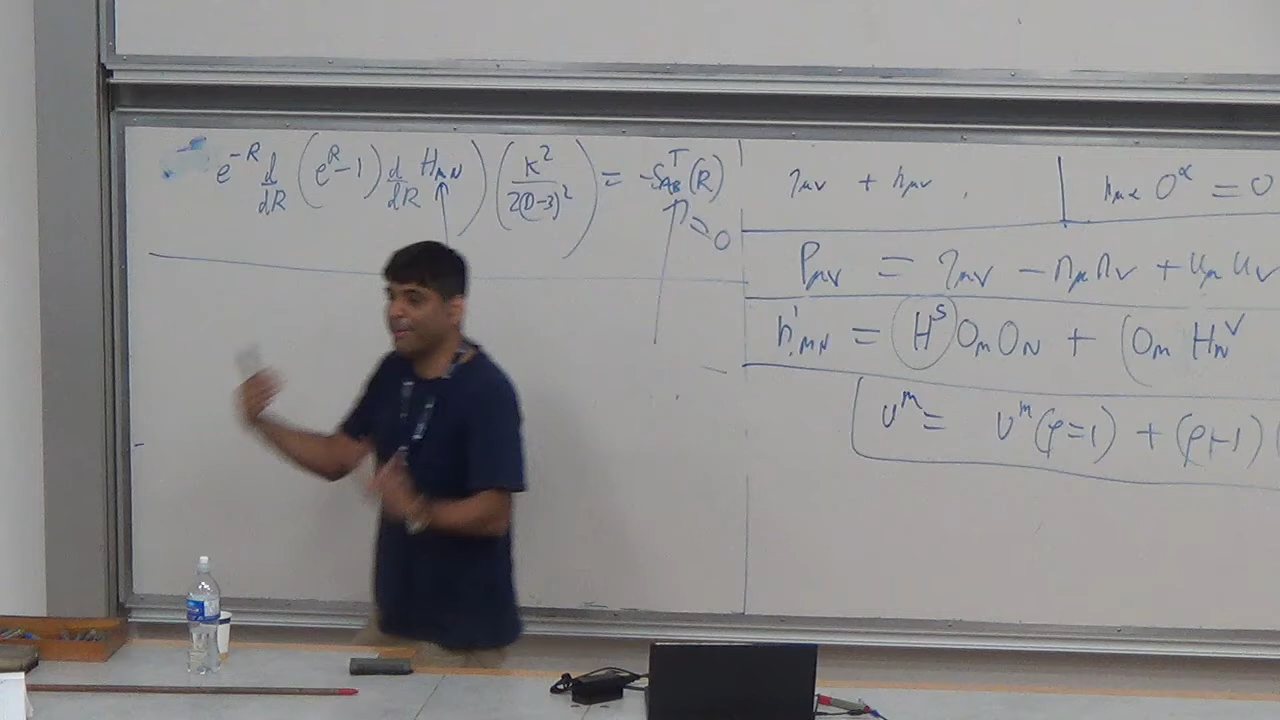 e^{-R} d/dR ( (e^R - 1) d/dR H_{MN} ) ( K^2 / 2(D-3)^2 ) = -S^T_{AB}(R)
= 0
η_{μν} + h_{μν} , | h_{μα} O^α = 0
P_{μν} = η_{μν} - n_μ n_ν + u_μ u_ν
h'_{MN} = H^S O_M O_N + (O_M H_N^V
U^M = U^M(ρ=1) + (ρ-1) (